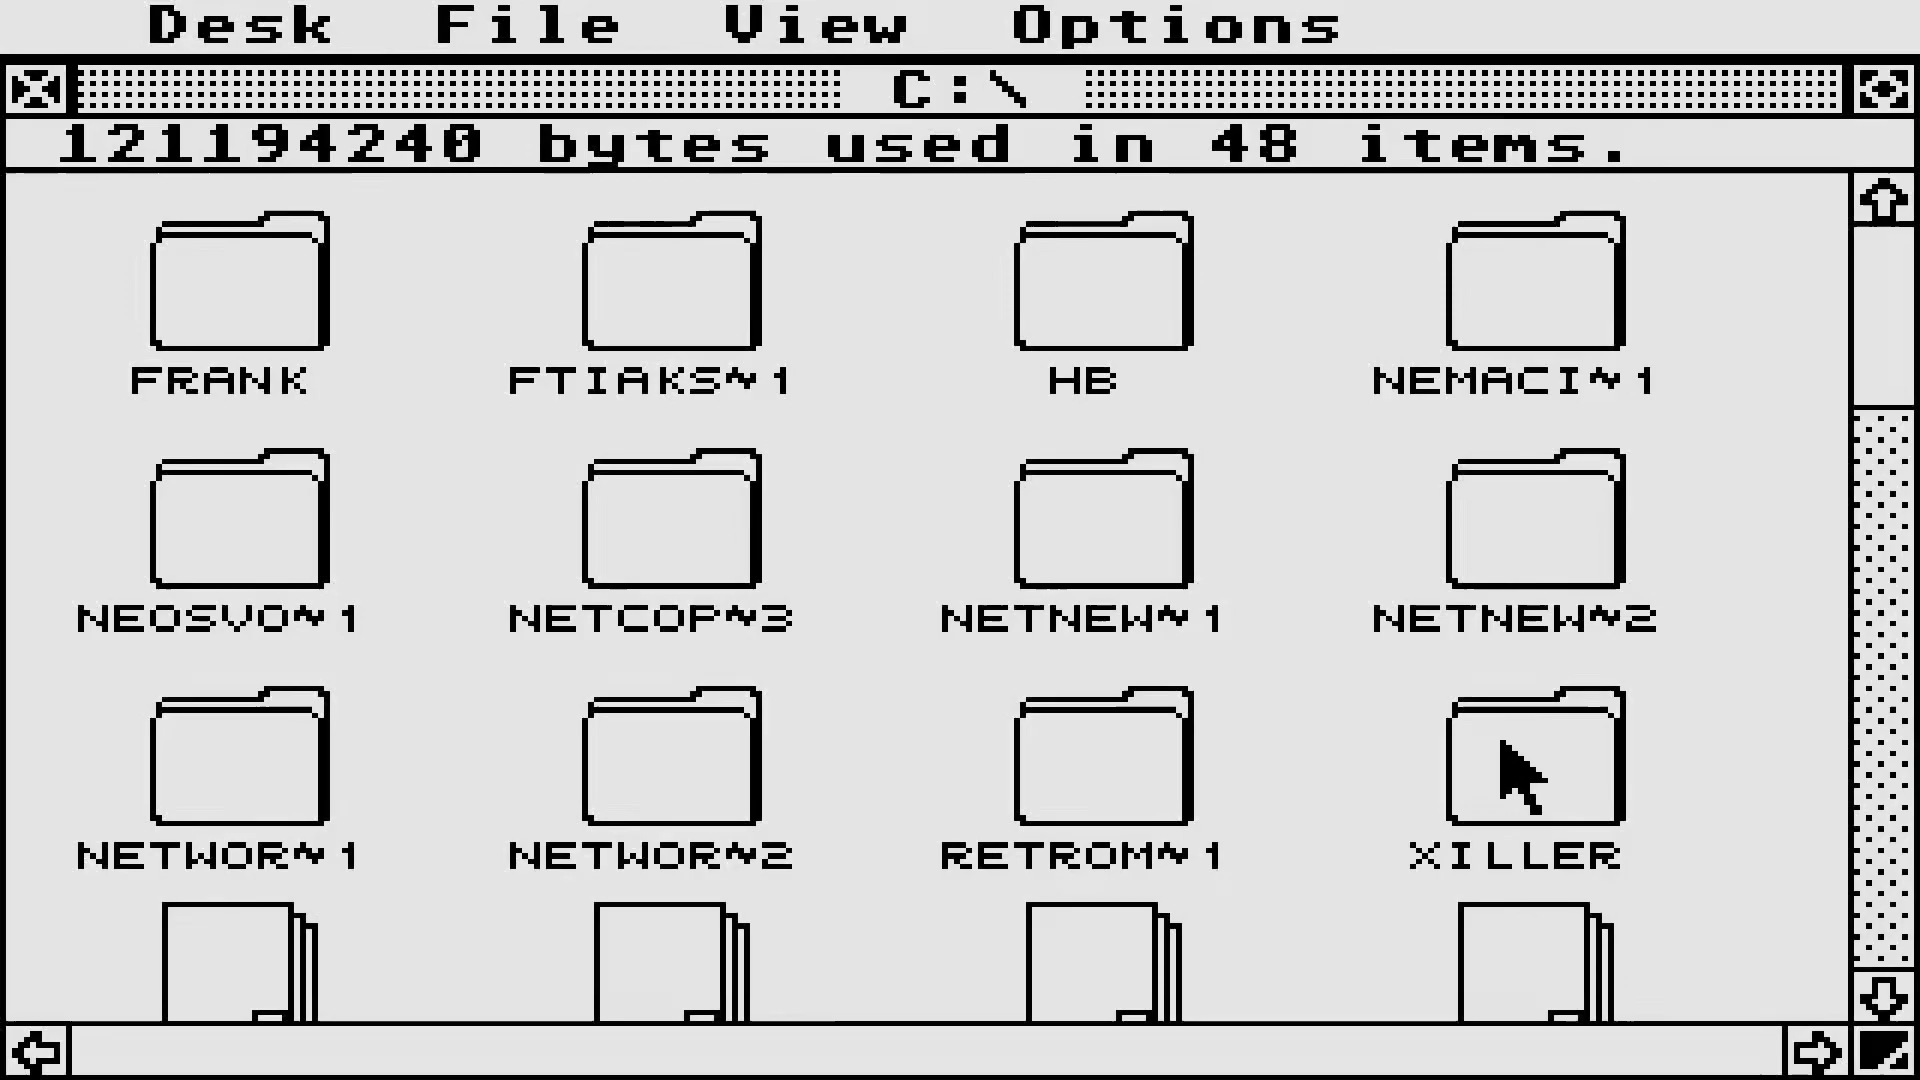 Desk File View Options
C:\
121194240 bytes used in 48 items.
FRANK FTIAKS~1 HB NEMACI~1
NEOSVO~1 NETCOP~3 NETNEW~1 NETNEW~2
NETWOR~1 NETWOR~2 RETROM~1 XILLER